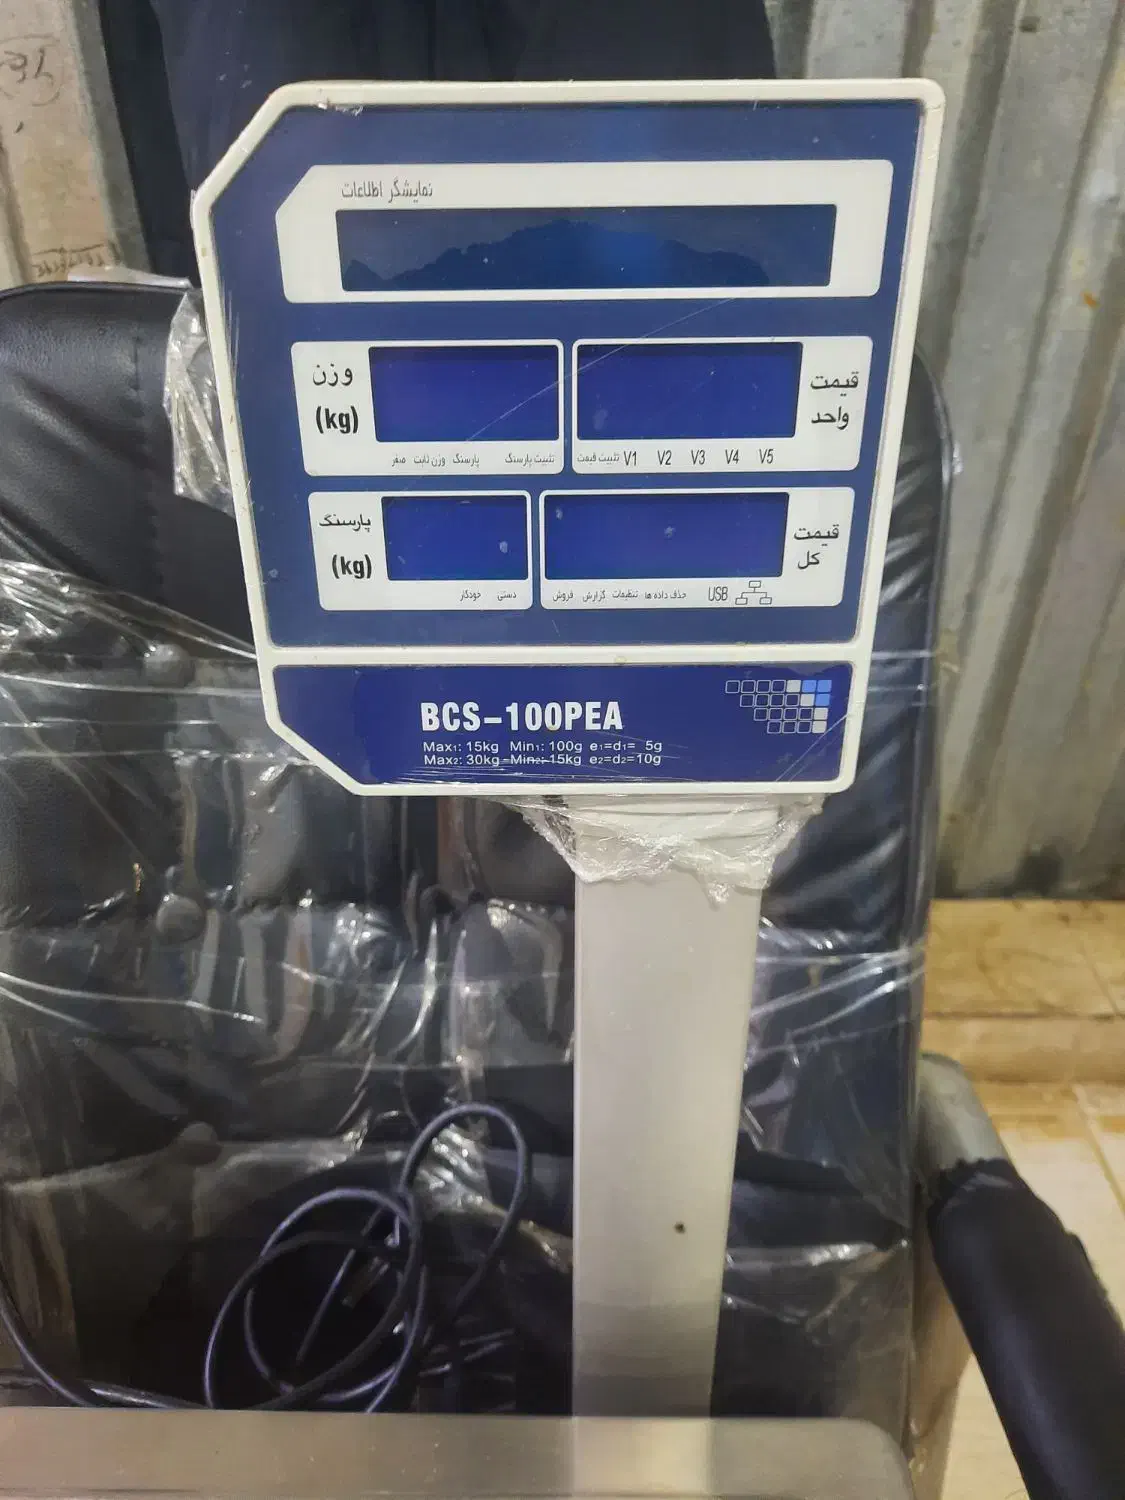 نمایشگر اطلاعات
وزن
(kg)
صفر وزن ثابت پارسنگ تثبیت پارسنگ
قیمت
واحد
تثبیت قیمت V1 V2 V3 V4 V5
پارسنگ
(kg)
خودکار دستی
قیمت
کل
فروش گزارش تنظیمات حذف داده ها USB
BCS-100PEA
Max1: 15kg Min1: 100g e1=d1= 5g
Max2: 30kg Min2: 15kg e2=d2=10g